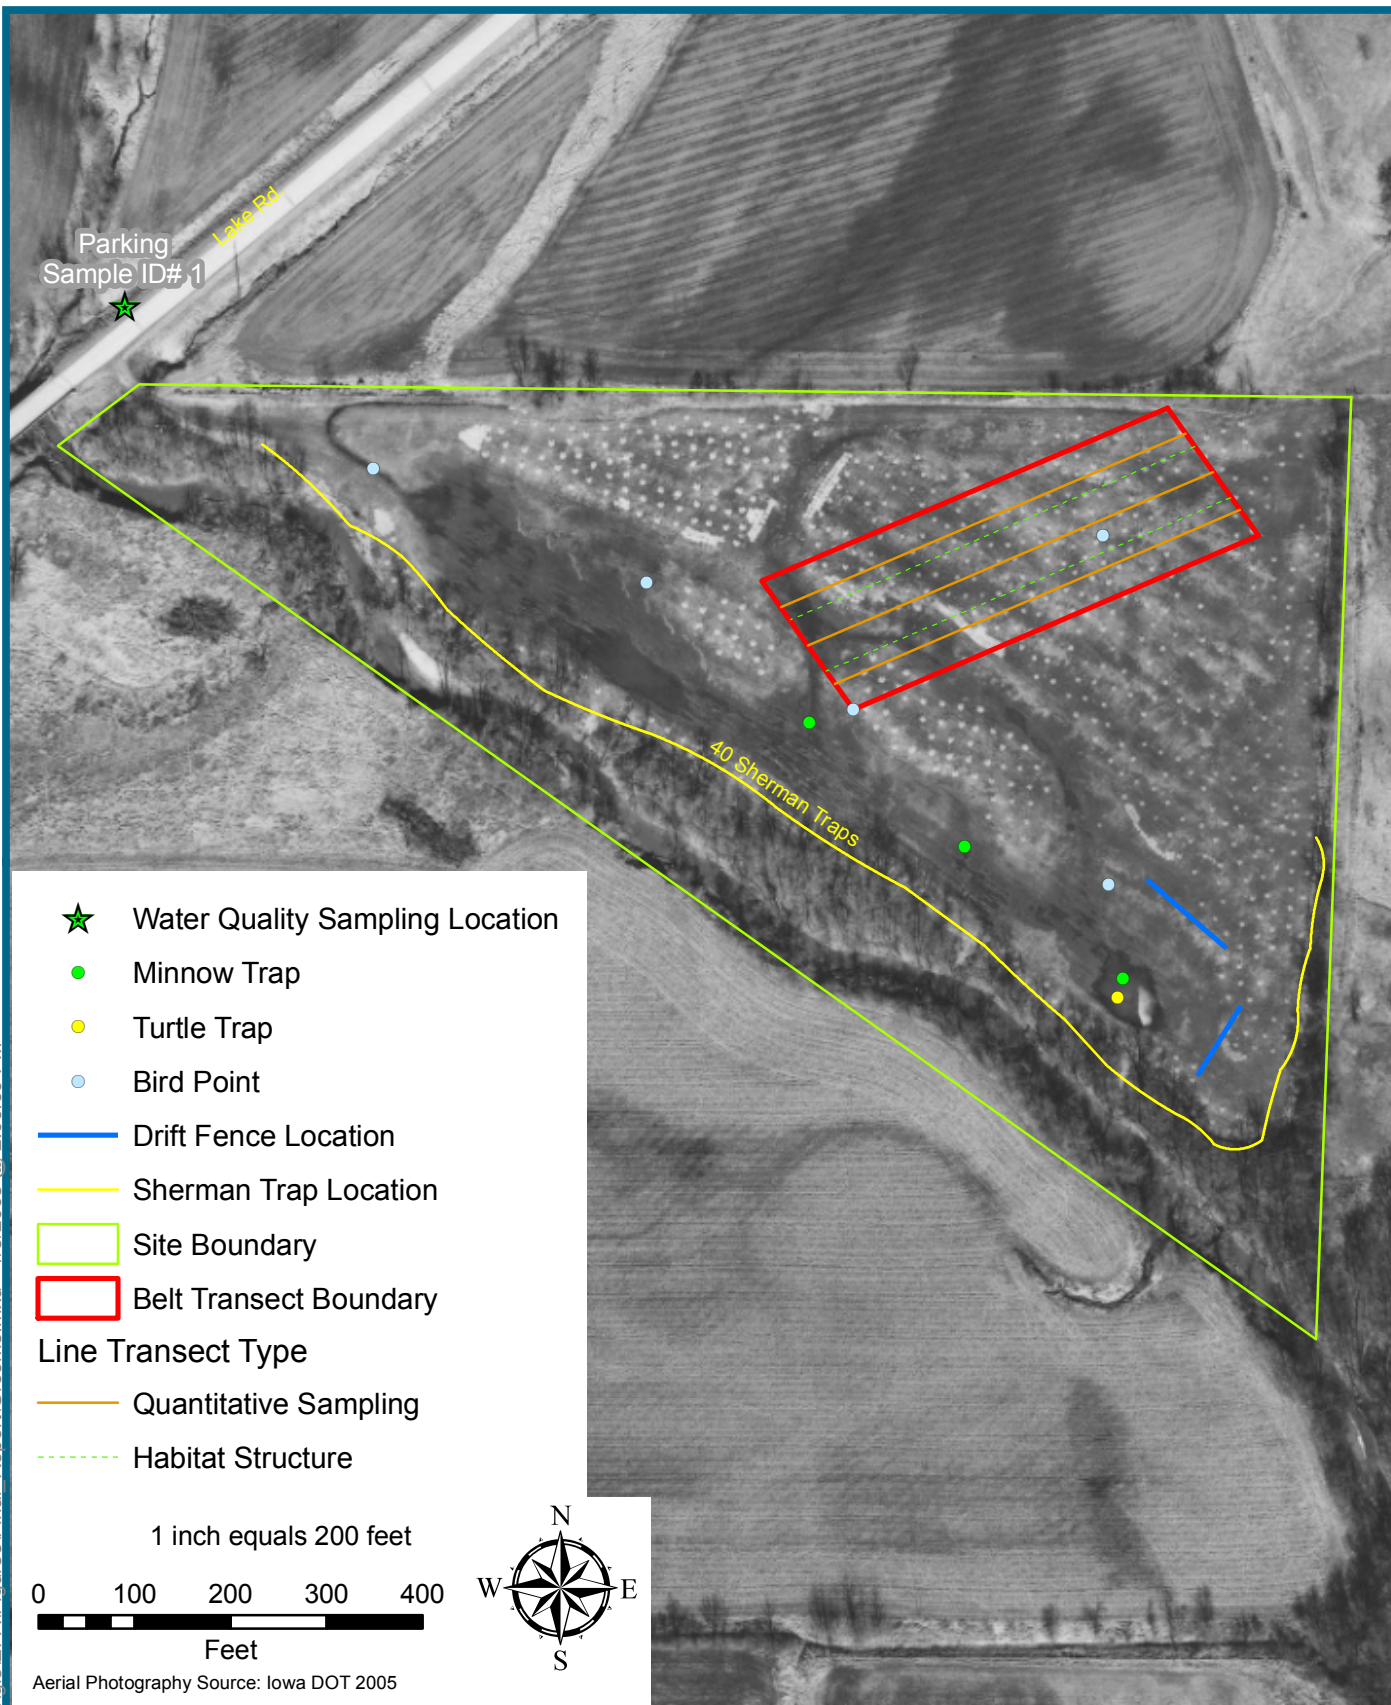 Lake Rd.
Parking
Sample ID# 1
40 Sherman Traps
Water Quality Sampling Location
Minnow Trap
Turtle Trap
Bird Point
Drift Fence Location
Sherman Trap Location
Site Boundary
Belt Transect Boundary
Line Transect Type
Quantitative Sampling
Habitat Structure
1 inch equals 200 feet
0 100 200 300 400
Feet
N
W E
S
Aerial Photography Source: Iowa DOT 2005